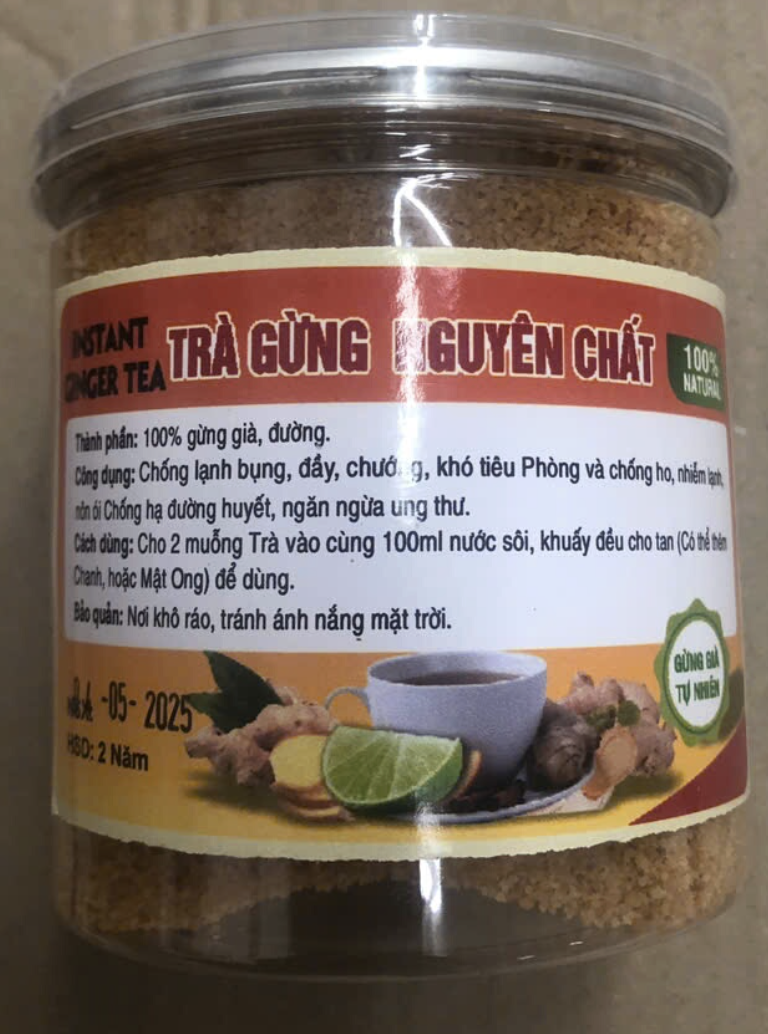 INSTANT
GINGER TEA
TRÀ GỪNG NGUYÊN CHẤT
100%
NATURAL
Thành phần: 100% gừng già, đường.
Công dụng: Chống lạnh bụng, đầy, chướng, khó tiêu Phòng và chống ho, nhiễm lạnh,
nôn ói Chống hạ đường huyết, ngăn ngừa ung thư.
Cách dùng: Cho 2 muỗng Trà vào cùng 100ml nước sôi, khuấy đều cho tan (Có thể thêm
Chanh, hoặc Mật Ong) để dùng.
Bảo quản: Nơi khô ráo, tránh ánh nắng mặt trời.
GỪNG GIÀ
TỰ NHIÊN
-05- 2025
HSD: 2 Năm